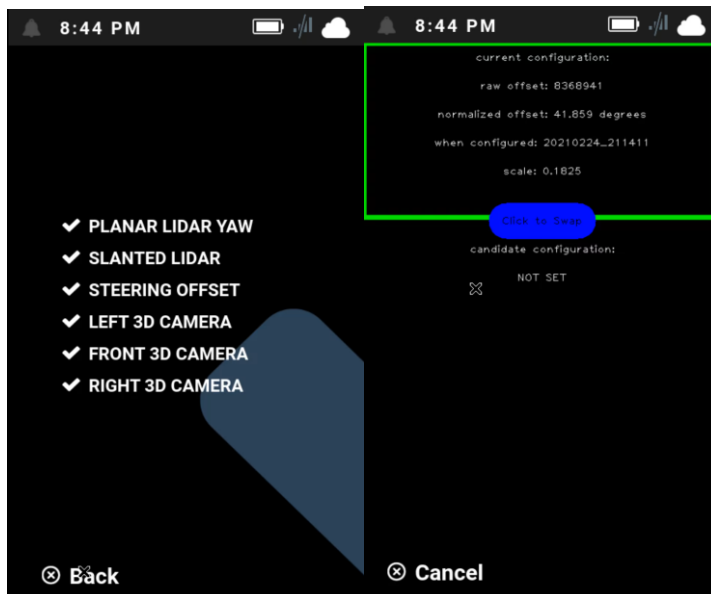 8:44 PM
PLANAR LIDAR YAW
SLANTED LIDAR
STEERING OFFSET
LEFT 3D CAMERA
FRONT 3D CAMERA
RIGHT 3D CAMERA
Back
8:44 PM
current configuration:
raw offset: 8368941
normalized offset: 41.859 degrees
when configured: 20210224_211411
scale: 0.1825
Click to Swap
candidate configuration:
NOT SET
Cancel